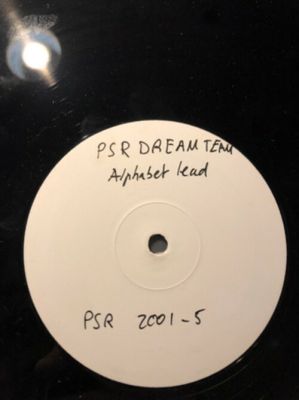 PSR DREAM TEAM
Alphabet lead
PSR 2001-5